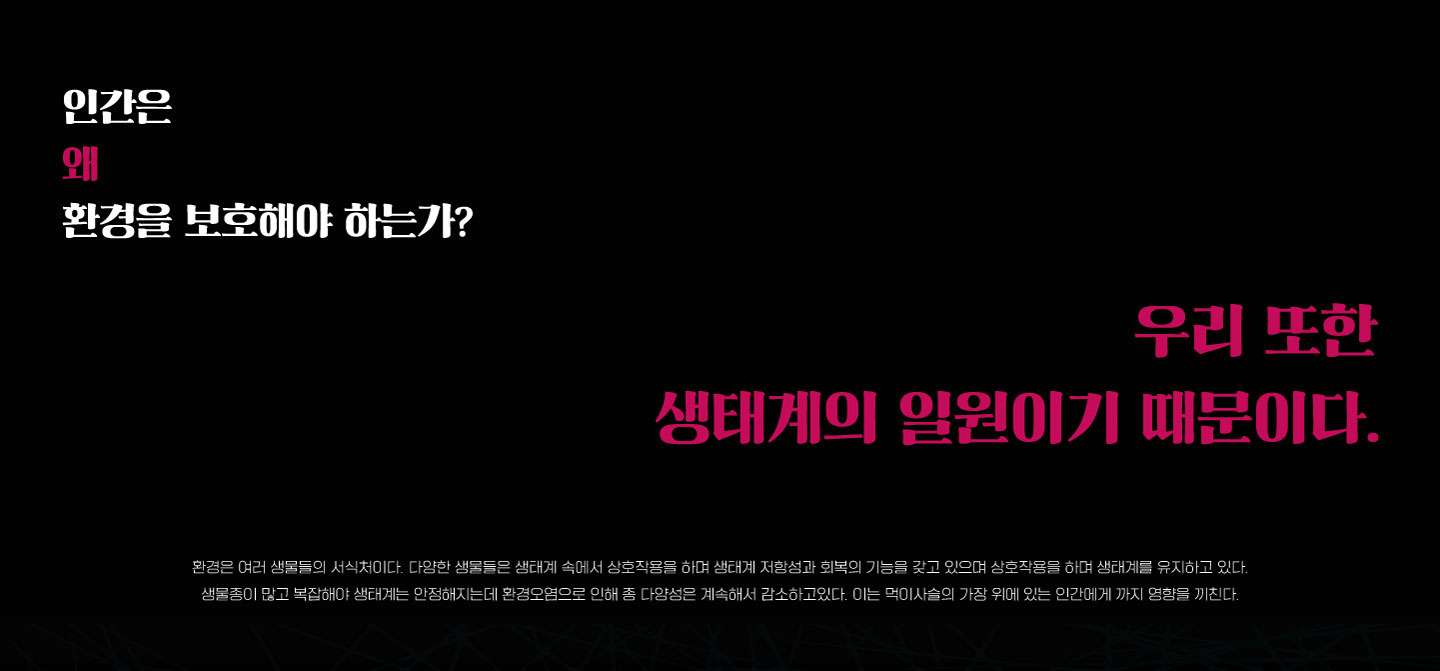 인간은
왜
환경을 보호해야 하는가?
우리 또한
생태계의 일원이기 때문이다.
환경은 여러 생물들의 서식처이다. 다양한 생물들은 생태계 속에서 상호작용을 하며 생태계 저항성과 회복의 기능을 갖고 있으며 상호작용을 하며 생태계를 유지하고 있다.
생물종이 많고 복잡해야 생태계는 안정해지는데 환경오염으로 인해 종 다양성은 계속해서 감소하고있다. 이는 먹이사슬의 가장 위에 있는 인간에게 까지 영향을 끼친다.